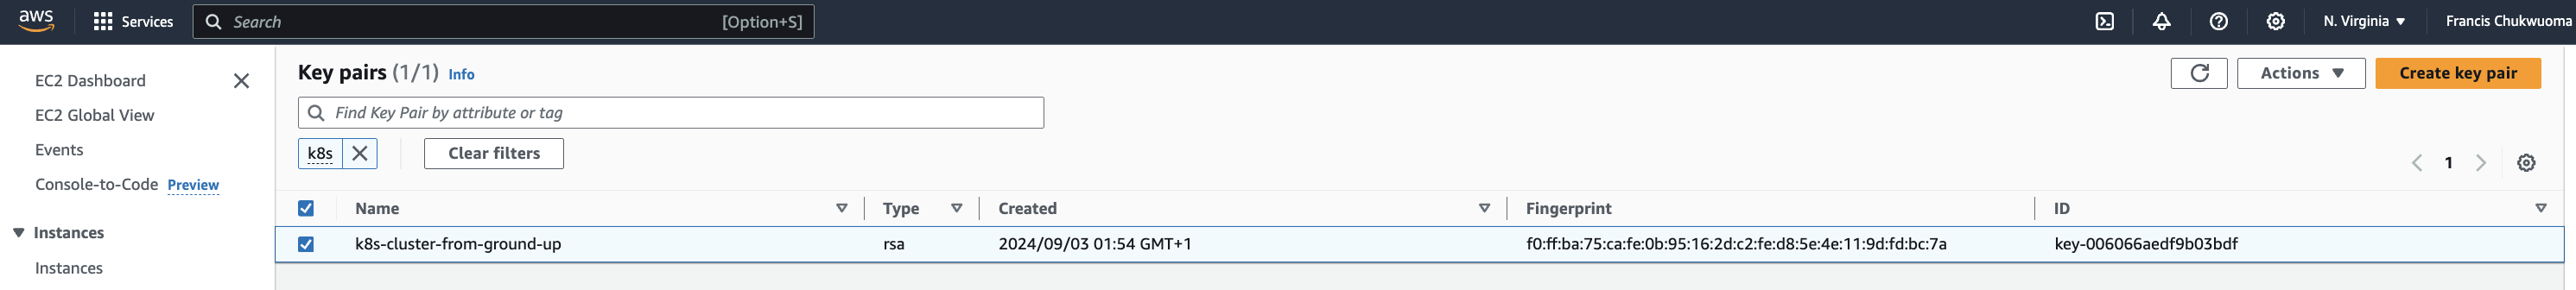 aws Services Search [Option+S] N. Virginia Francis Chukwuoma
EC2 Dashboard
EC2 Global View
Events
Console-to-Code Preview
Instances
Instances
Key pairs (1/1) Info
Actions Create key pair
Find Key Pair by attribute or tag
k8s Clear filters
1
Name Type Created Fingerprint ID
k8s-cluster-from-ground-up rsa 2024/09/03 01:54 GMT+1 f0:ff:ba:75:ca:fe:0b:95:16:2d:c2:fe:d8:5e:4e:11:9d:fd:bc:7a key-006066aedf9b03bdf